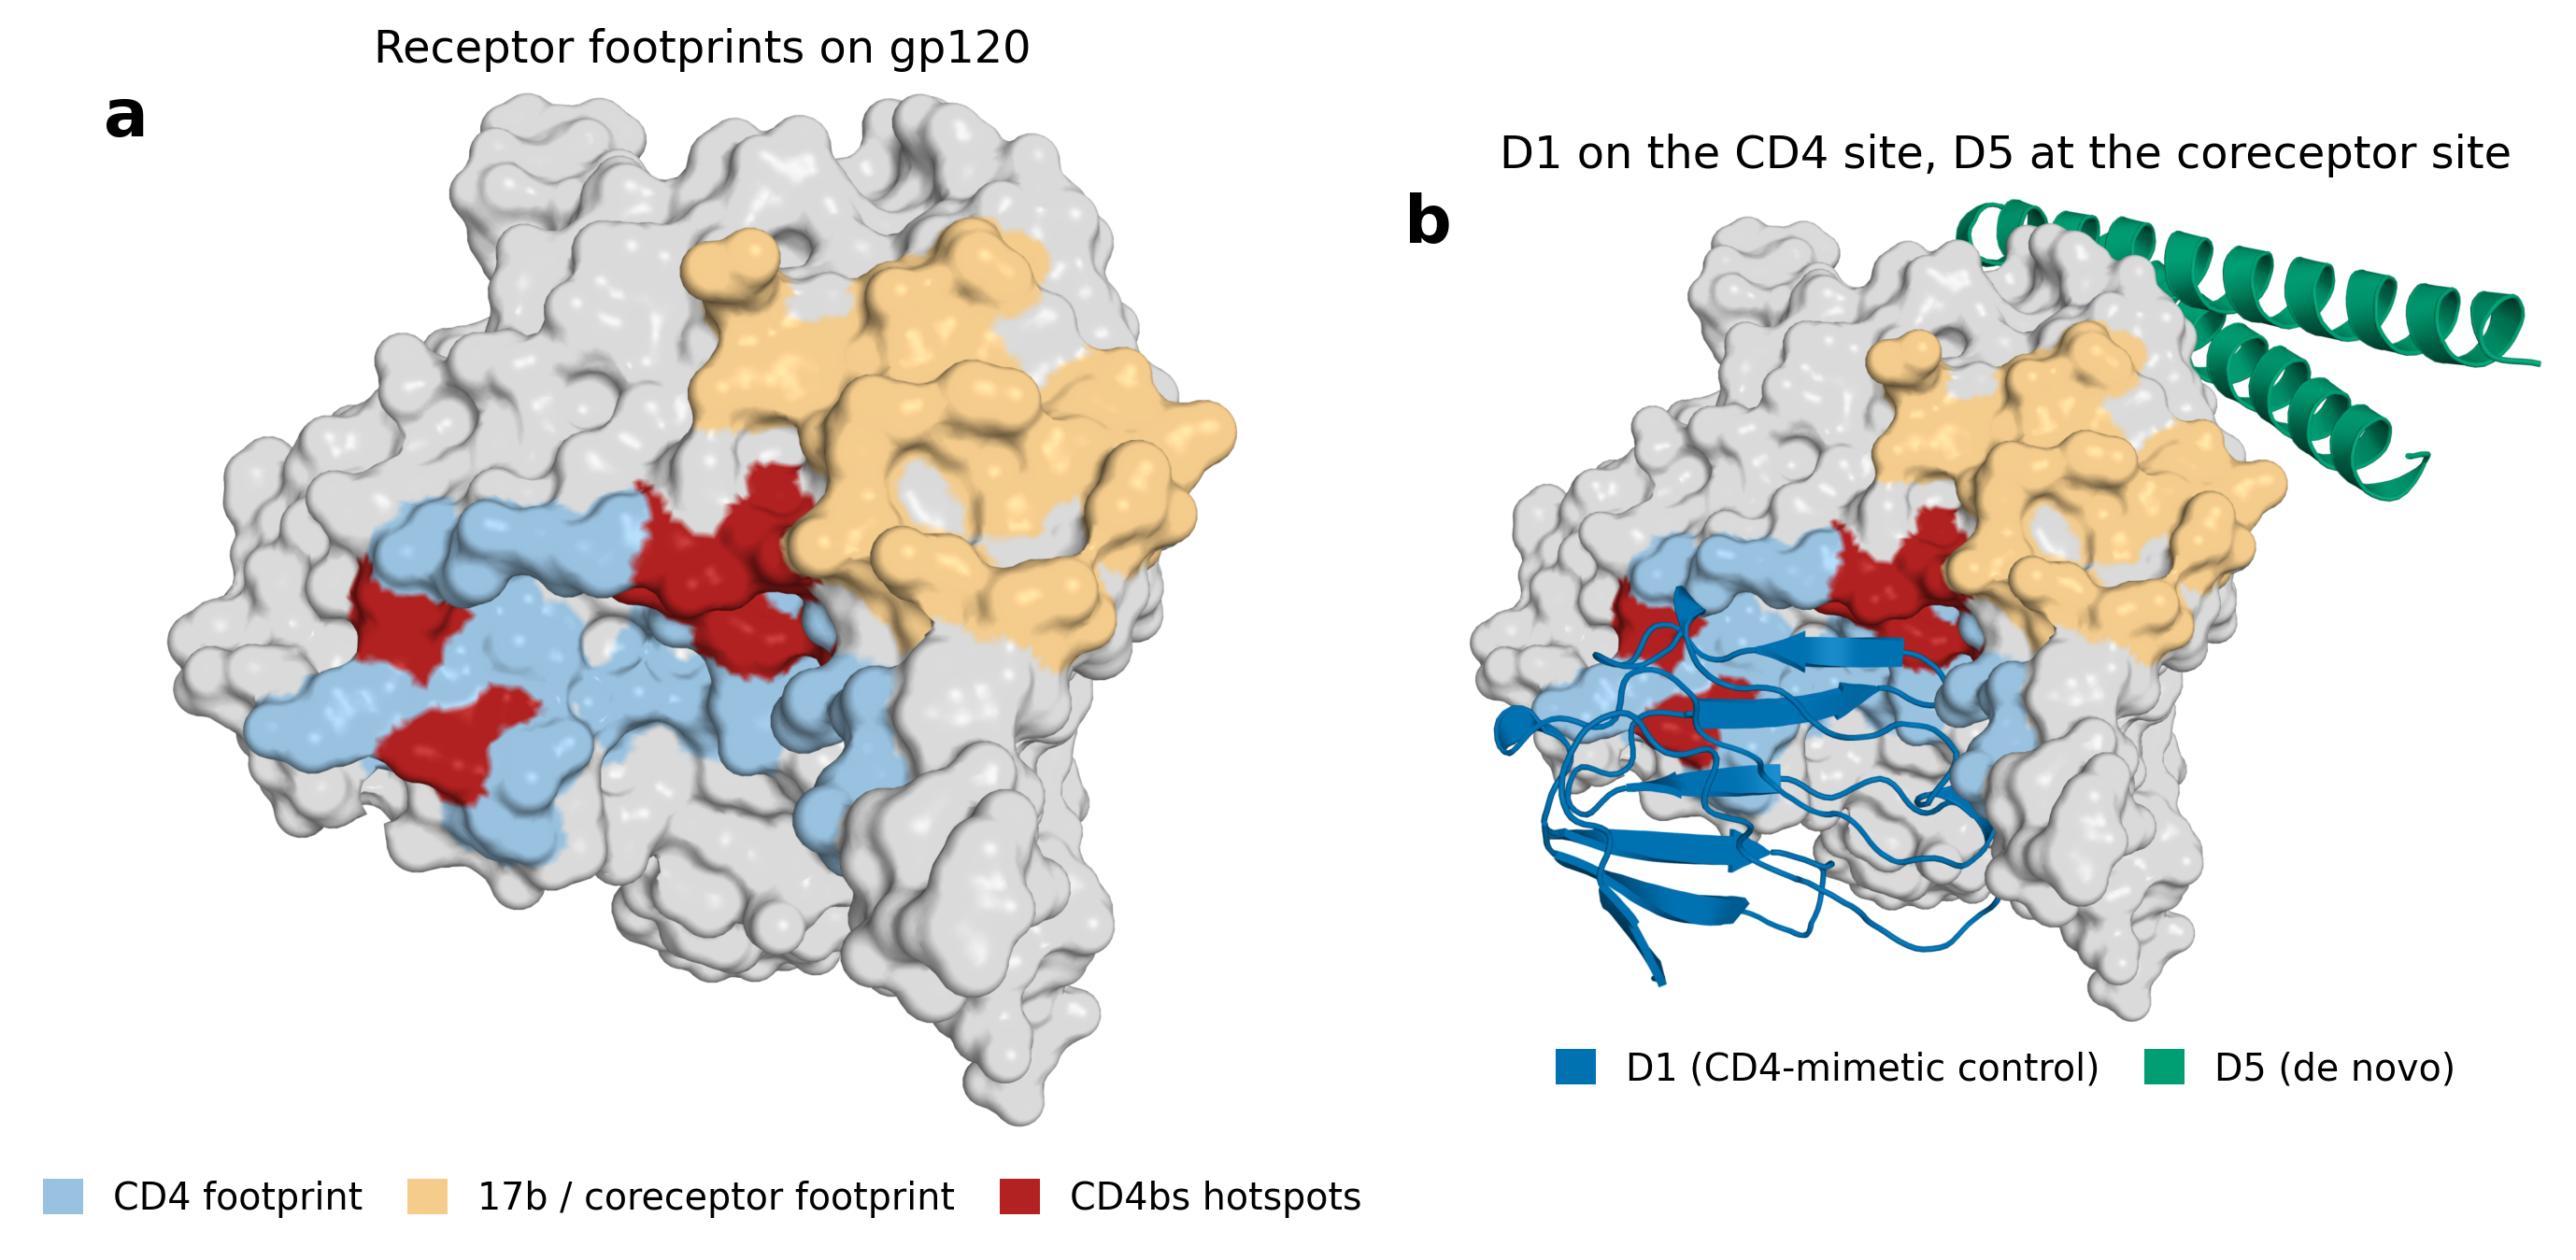 Receptor footprints on gp120
a
CD4 footprint
17b / coreceptor footprint
CD4bs hotspots
D1 on the CD4 site, D5 at the coreceptor site
b
D1 (CD4-mimetic control)
D5 (de novo)